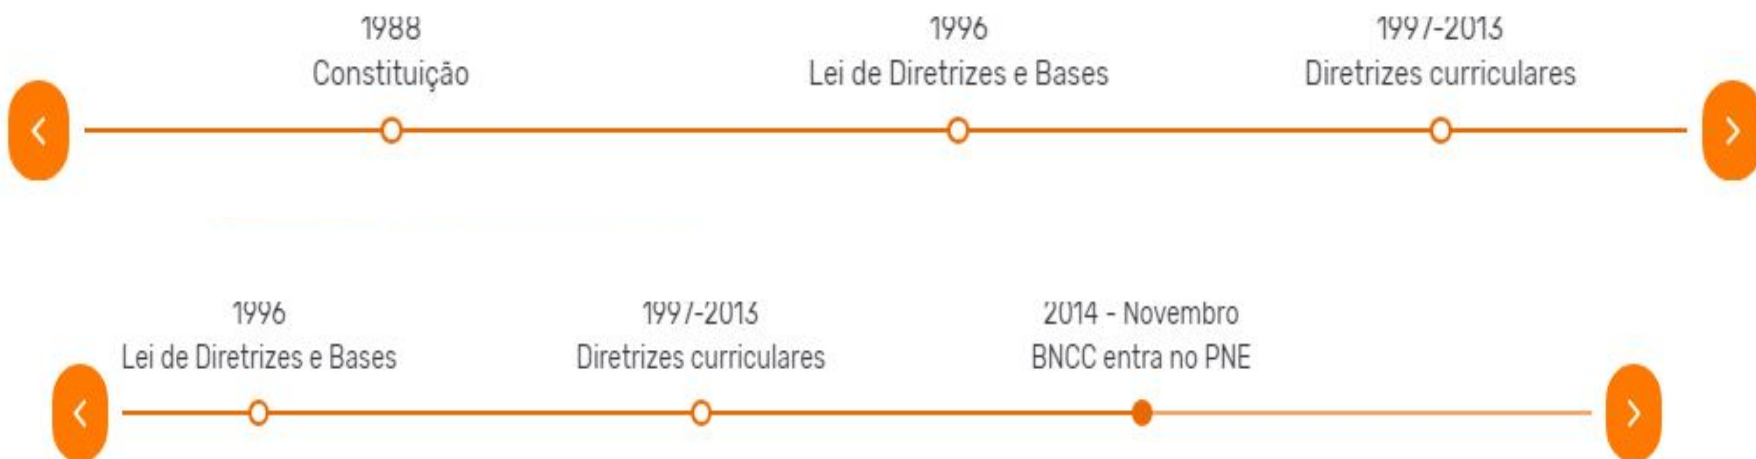 1988
Constituição
1996
Lei de Diretrizes e Bases
1997-2013
Diretrizes curriculares
1996
Lei de Diretrizes e Bases
1997-2013
Diretrizes curriculares
2014 - Novembro
BNCC entra no PNE